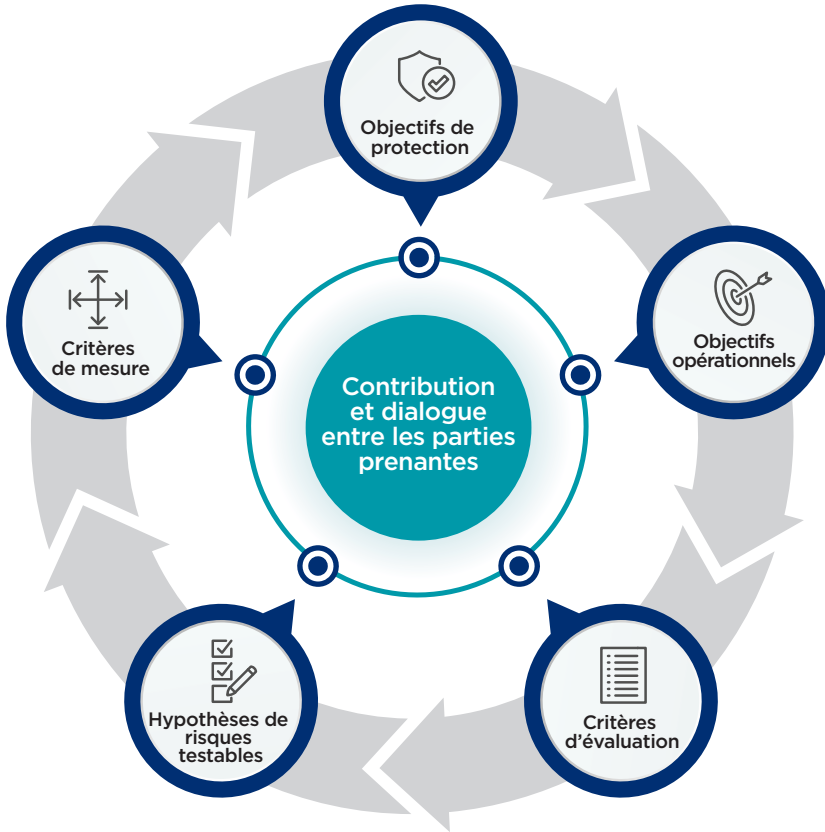 Objectifs de
protection
Objectifs
opérationnels
Critères
d'évaluation
Hypothèses de
risques
testables
Critères
de mesure
Contribution
et dialogue
entre les parties
prenantes